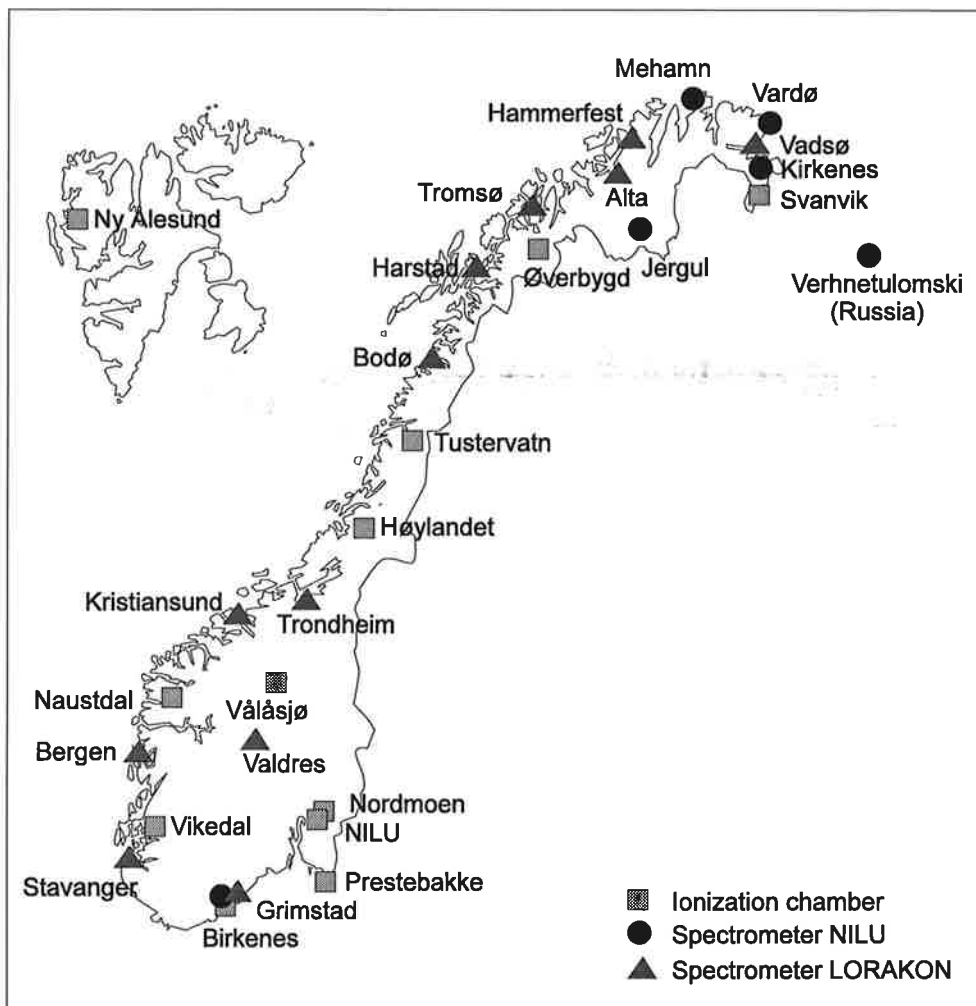 Mehamn
Vardø
Hammerfest
Vadsø
Kirkenes
Tromsø
Alta
Svanvik
Ny Ålesund
Harstad
Øverbygd
Jergul
Verhnetulomski
(Russia)
Bodø
Tustervatn
Høylandet
Kristiansund
Trondheim
Naustdal
Vålåsjø
Bergen
Valdres
Nordmoen
Vikedal
NILU
Stavanger
Prestebakke
Grimstad
Birkenes
Ionization chamber
Spectrometer NILU
Spectrometer LORAKON